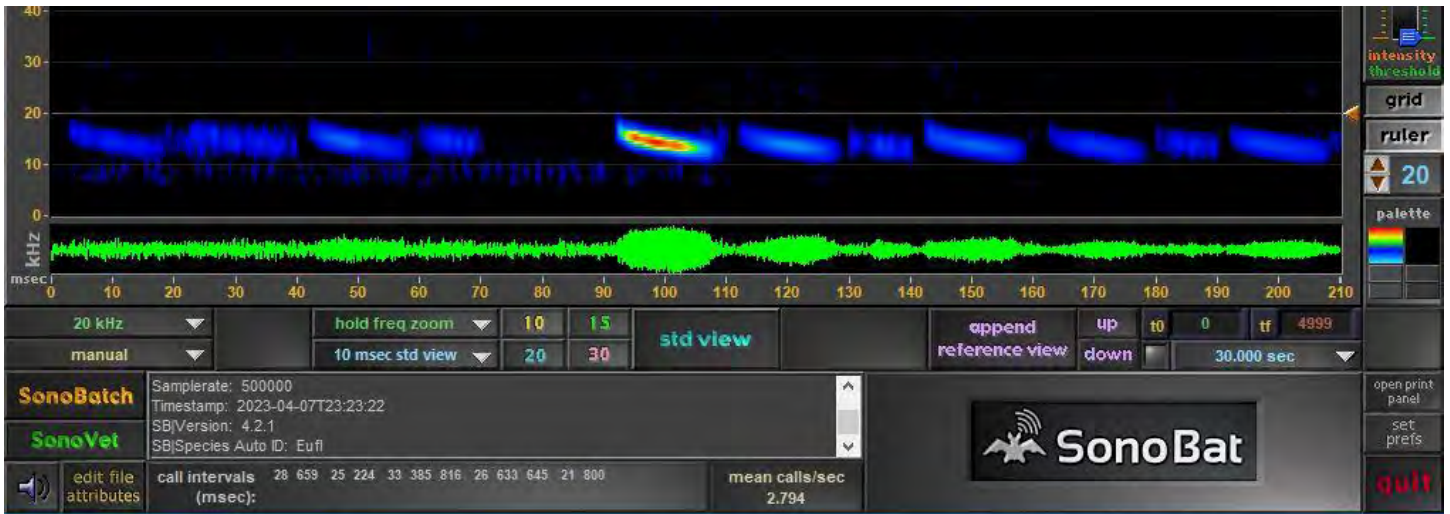 40-
30-
20-
10-
0-
kHz
msec
0 10 20 30 40 50 60 70 80 90 100 110 120 130 140 150 160 170 180 190 200 210
intensity
threshold
grid
ruler
20
palette
20 kHz
hold freq zoom
10
15
std view
append
reference view
up
t0
0
tf
4999
manual
10 msec std view
20
30
down
30.000 sec
SonoBatch
SonoVet
Samplerate: 500000
Timestamp: 2023-04-07T23:23:22
SB|Version: 4.2.1
SB|Species Auto ID: Eufl
SonoBat
open print
panel
set
prefs
edit file
attributes
call intervals 28 659 25 224 33 385 816 26 633 645 21 800
(msec):
mean calls/sec
2.794
quit